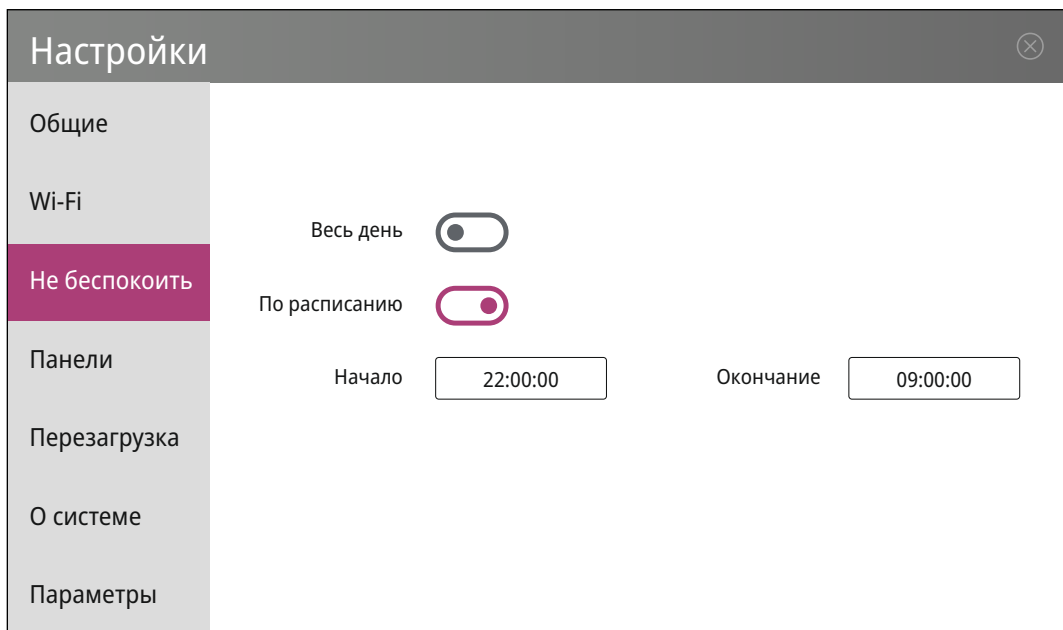 Настройки
Общие
Wi-Fi
Не беспокоить
Панели
Перезагрузка
О системе
Параметры
Весь день
По расписанию
Начало 22:00:00 Окончание 09:00:00